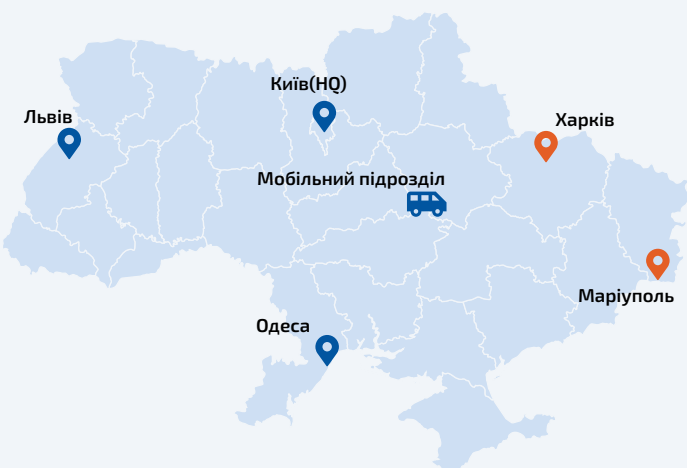 Київ(HQ)
Львів
Харків
Мобільний підрозділ
Маріуполь
Одеса